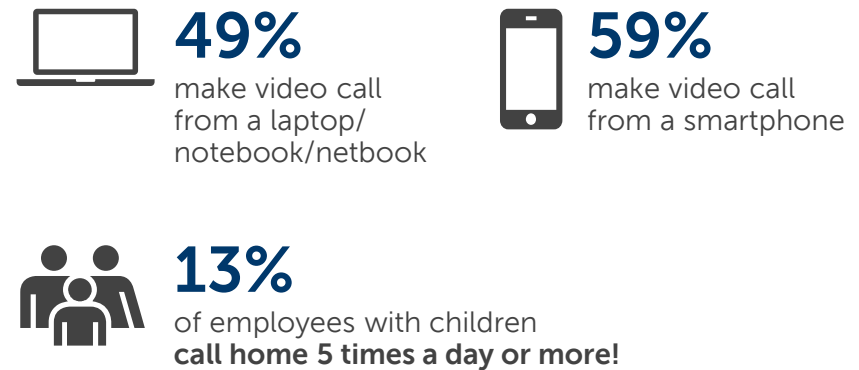 49%
make video call
from a laptop/
notebook/netbook
59%
make video call
from a smartphone
13%
of employees with children
call home 5 times a day or more!